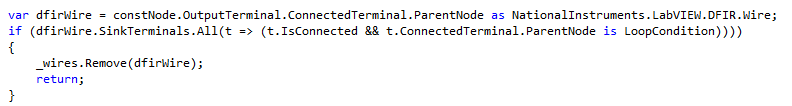 var dfirWire = constNode.OutputTerminal.ConnectedTerminal.ParentNode as NationalInstruments.LabVIEW.DFIR.Wire;
if (dfirWire.SinkTerminals.All(t => (t.IsConnected && t.ConnectedTerminal.ParentNode is LoopCondition))))
{
    _wires.Remove(dfirWire);
    return;
}